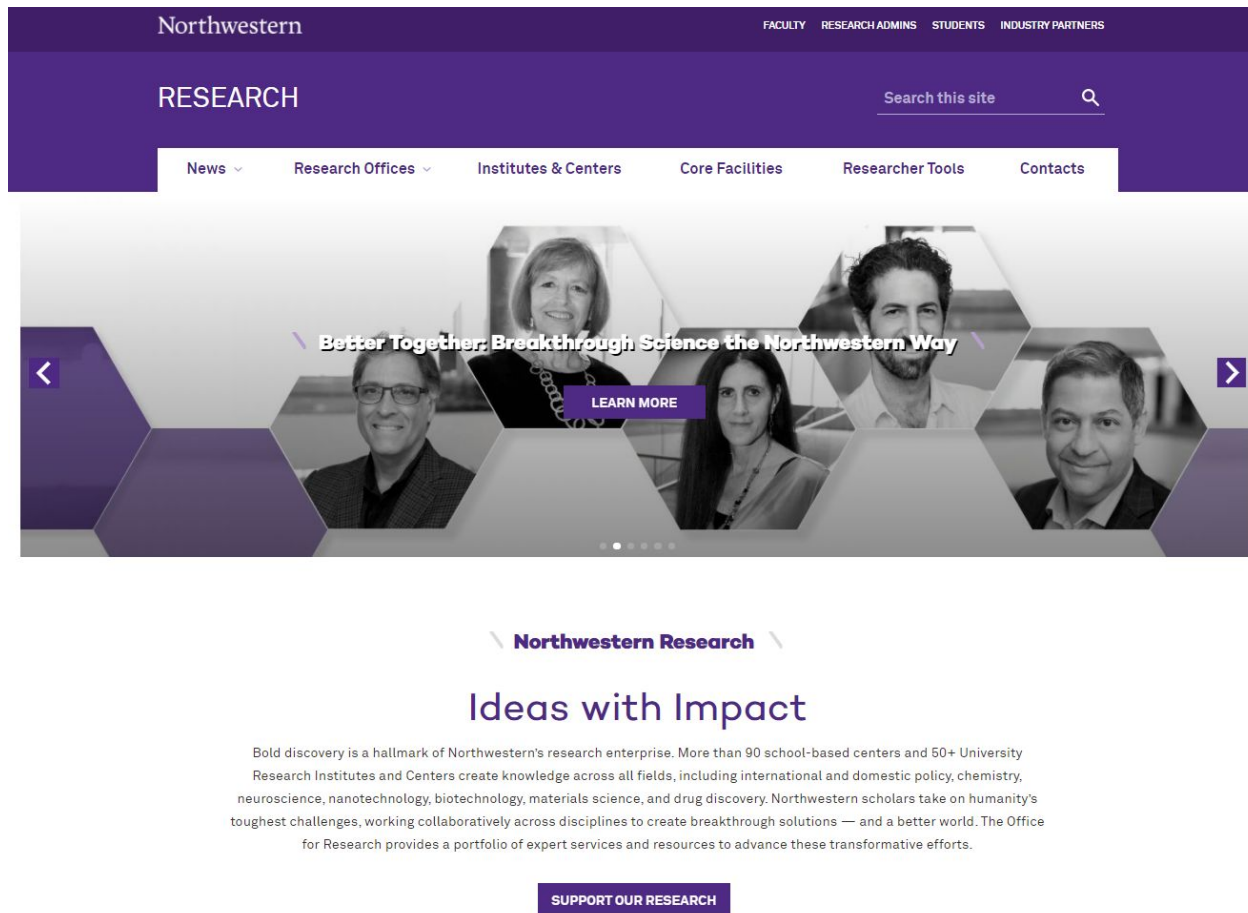 Northwestern
FACULTY RESEARCH ADMINS STUDENTS INDUSTRY PARTNERS
RESEARCH
Search this site
News Research Offices Institutes & Centers Core Facilities Researcher Tools Contacts
\ Better Together: Breakthrough Science the Northwestern Way \
LEARN MORE
\ Northwestern Research \
Ideas with Impact
Bold discovery is a hallmark of Northwestern's research enterprise. More than 90 school-based centers and 50+ University
Research Institutes and Centers create knowledge across all fields, including international and domestic policy, chemistry,
neuroscience, nanotechnology, biotechnology, materials science, and drug discovery. Northwestern scholars take on humanity's
toughest challenges, working collaboratively across disciplines to create breakthrough solutions — and a better world. The Office
for Research provides a portfolio of expert services and resources to advance these transformative efforts.
SUPPORT OUR RESEARCH